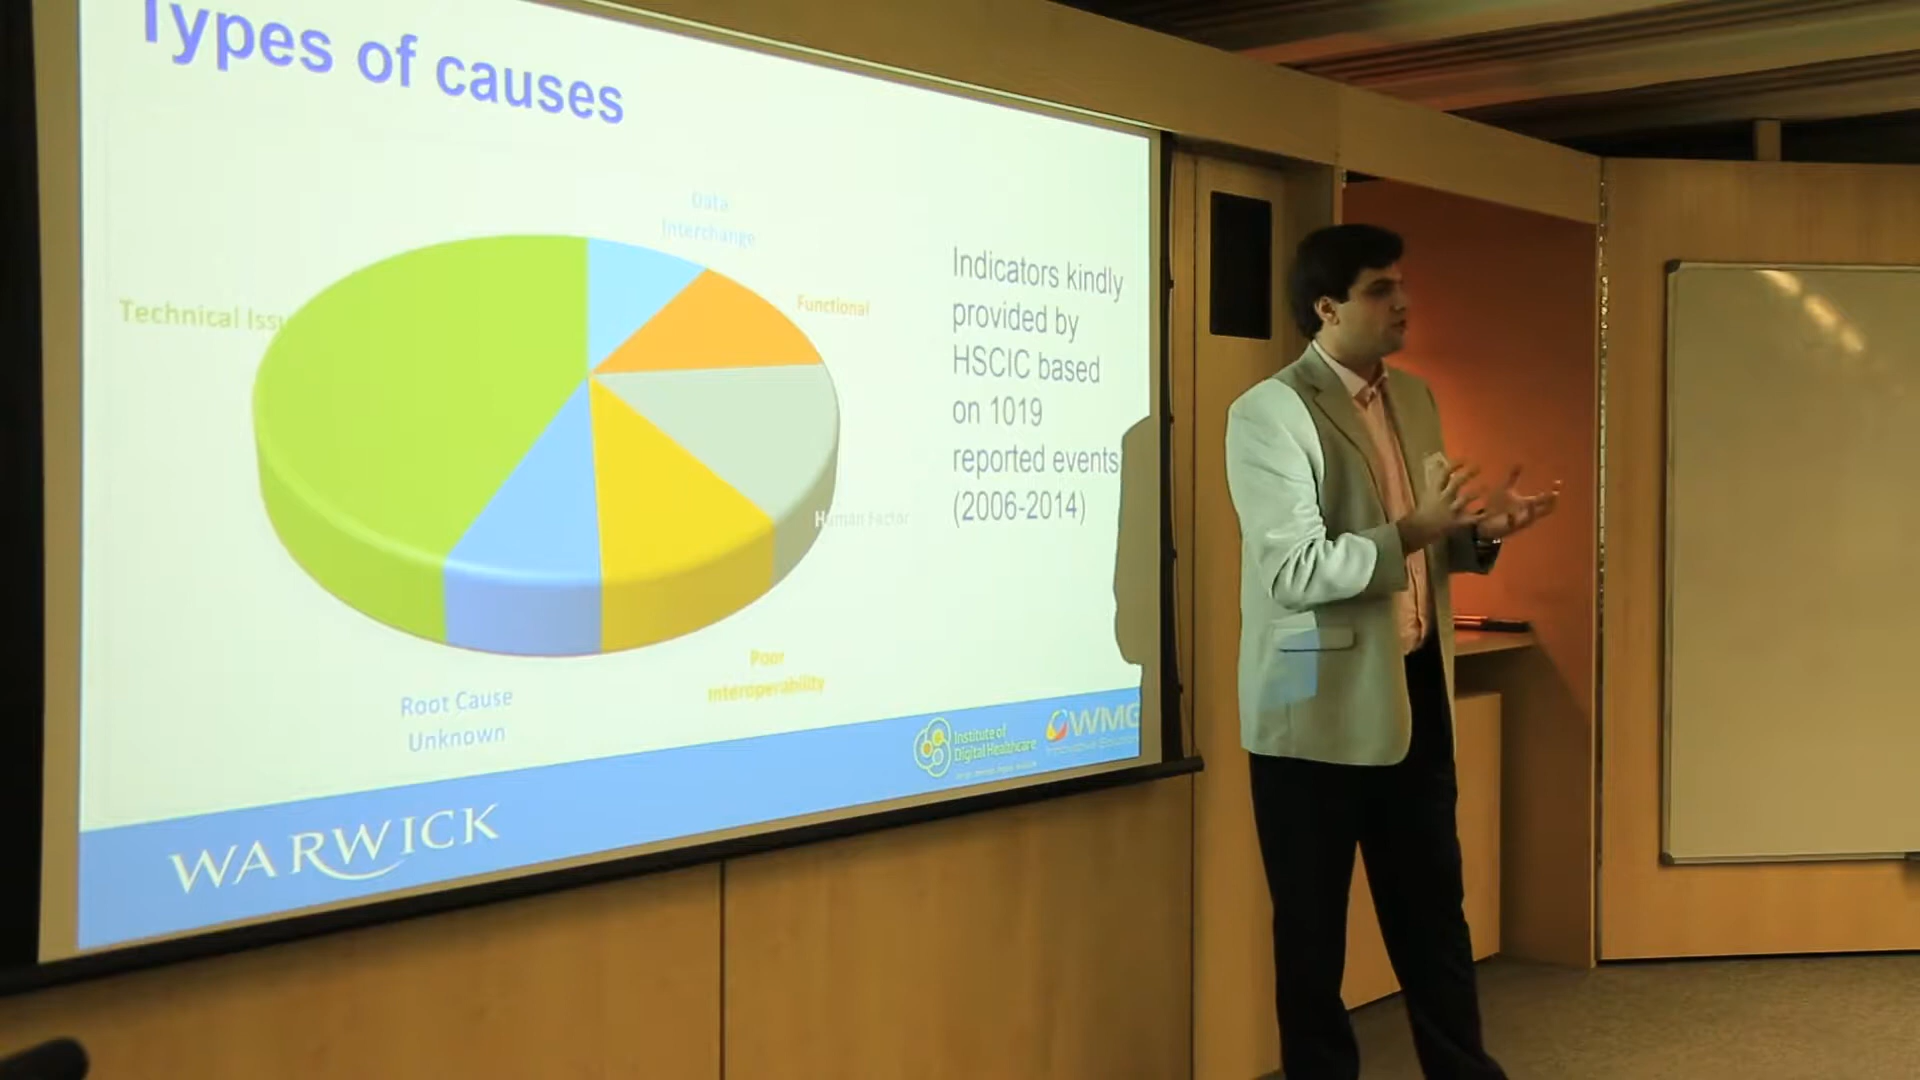 Types of causes
Data
Interchange
Functional
Technical Issu
Human Factor
Poor
Interoperability
Root Cause
Unknown
Indicators kindly
provided by
HSCIC based
on 1019
reported events
(2006-2014)
Institute of
Digital Healthcare
WMG
WARWICK